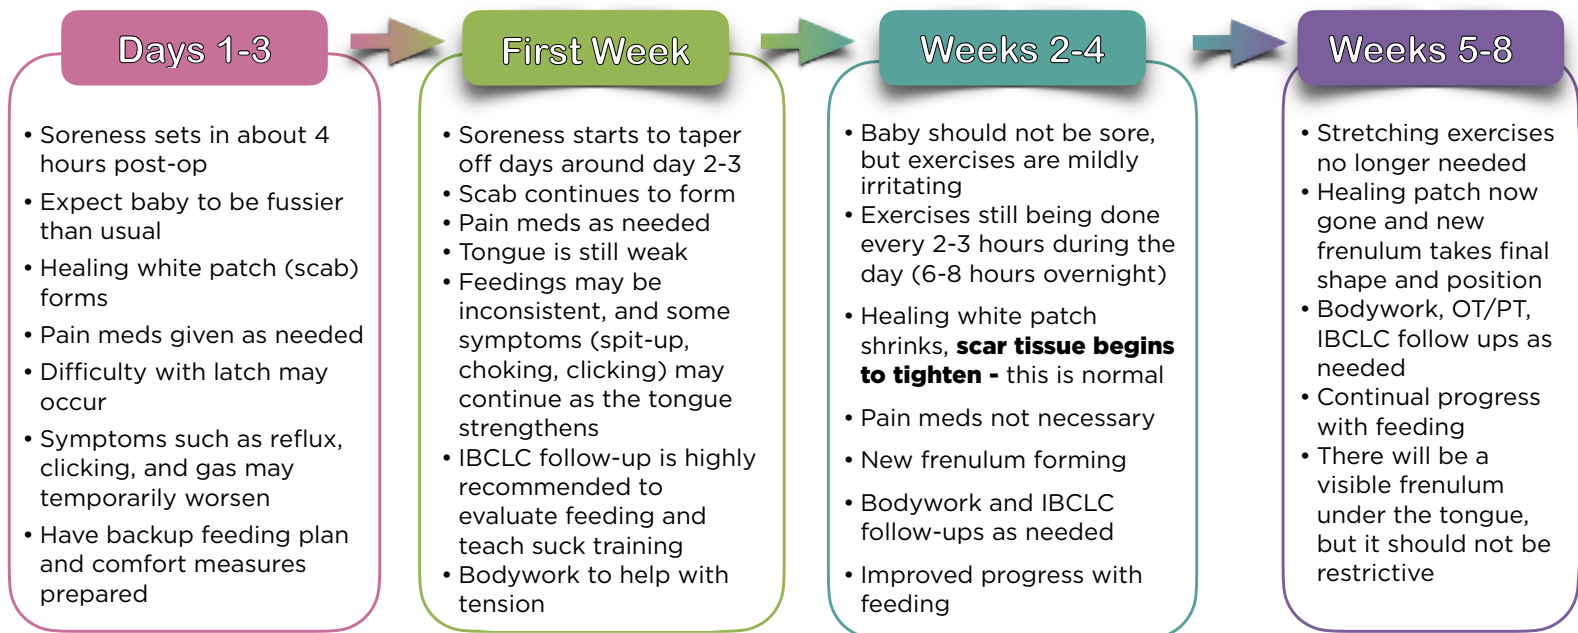 Days 1-3
• Soreness sets in about 4
hours post-op
• Expect baby to be fussier
than usual
• Healing white patch (scab)
forms
• Pain meds given as needed
• Difficulty with latch may
occur
• Symptoms such as reflux,
clicking, and gas may
temporarily worsen
• Have backup feeding plan
and comfort measures
prepared
First Week
• Soreness starts to taper
off days around day 2-3
• Scab continues to form
• Pain meds as needed
• Tongue is still weak
• Feedings may be
inconsistent, and some
symptoms (spit-up,
choking, clicking) may
continue as the tongue
strengthens
• IBCLC follow-up is highly
recommended to
evaluate feeding and
teach suck training
• Bodywork to help with
tension
Weeks 2-4
• Baby should not be sore,
but exercises are mildly
irritating
• Exercises still being done
every 2-3 hours during the
day (6-8 hours overnight)
• Healing white patch
shrinks, scar tissue begins
to tighten - this is normal
• Pain meds not necessary
• New frenulum forming
• Bodywork and IBCLC
follow-ups as needed
• Improved progress with
feeding
Weeks 5-8
• Stretching exercises
no longer needed
• Healing patch now
gone and new
frenulum takes final
shape and position
• Bodywork, OT/PT,
IBCLC follow ups as
needed
• Continual progress
with feeding
• There will be a
visible frenulum
under the tongue,
but it should not be
restrictive